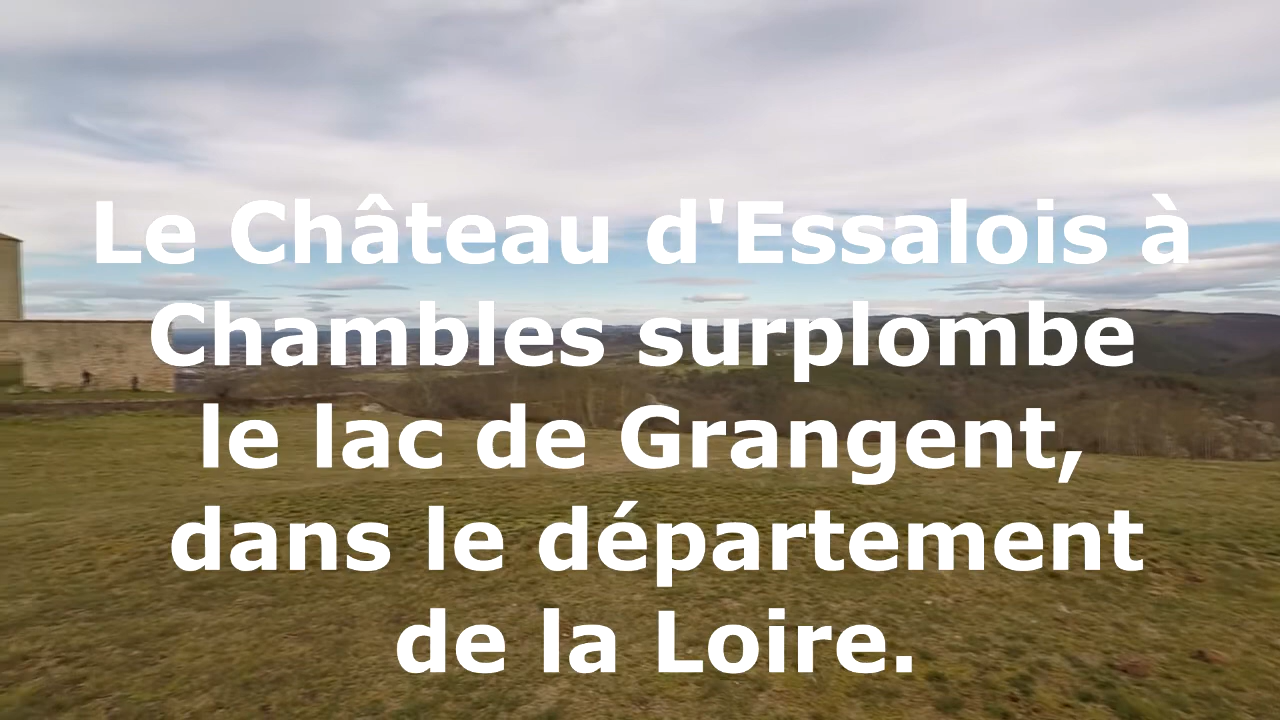 Le Château d'Essalois à
Chambles surplombe
le lac de Grangent,
dans le département
de la Loire.